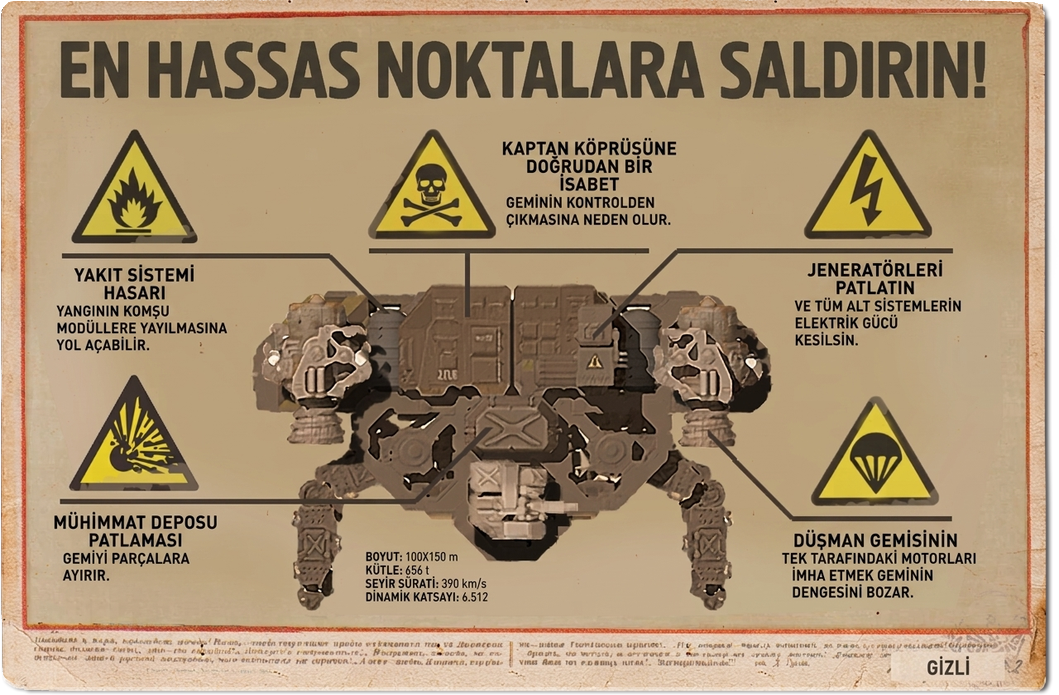 EN HASSAS NOKTALARA SALDIRIN!
KAPTAN KÖPRÜSÜNE
DOĞRUDAN BİR
İSABET
GEMİNİN KONTROLDEN
ÇIKMASINA NEDEN OLUR.
YAKIT SİSTEMİ
HASARI
YANGININ KOMŞU
MODÜLLERE YAYILMASINA
YOL AÇABİLİR.
JENERATÖRLERİ
PATLATIN
VE TÜM ALT SİSTEMLERİN
ELEKTRİK GÜCÜ
KESİLSİN.
MÜHİMMAT DEPOSU
PATLAMASI
GEMİYİ PARÇALARA
AYIRIR.
BOYUT: 100X150 m
KÜTLE: 656 t
SEYİR SÜRATİ: 390 km/s
DİNAMİK KATSAYI: 6.512
DÜŞMAN GEMİSİNİN
TEK TARAFINDAKİ MOTORLARI
İMHA ETMEK GEMİNİN
DENGESİNİ BOZAR.
GİZLİ